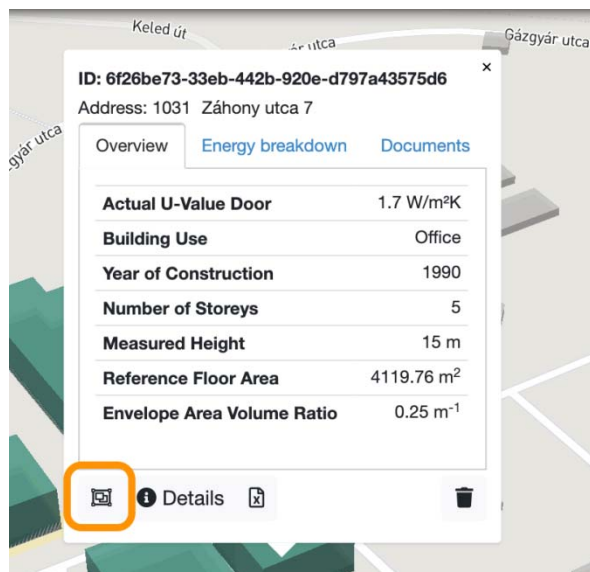 Keled út
ér utca
Gázgyár utca
gyár utca
×
ID: 6f26be73-33eb-442b-920e-d797a43575d6
Address: 1031 Záhony utca 7
Overview Energy breakdown Documents
Actual U-Value Door 1.7 W/m²K
Building Use Office
Year of Construction 1990
Number of Storeys 5
Measured Height 15 m
Reference Floor Area 4119.76 m²
Envelope Area Volume Ratio 0.25 m⁻¹
Details